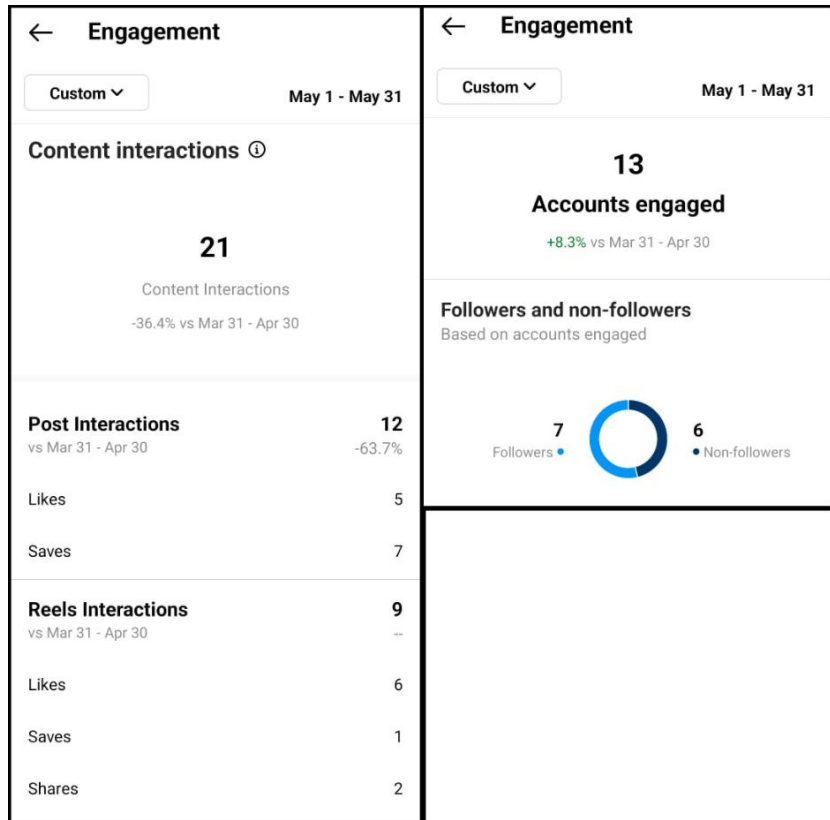 ← Engagement
Custom
May 1 - May 31
Content interactions
21
Content Interactions
-36.4% vs Mar 31 - Apr 30
Post Interactions 12
vs Mar 31 - Apr 30 -63.7%
Likes 5
Saves 7
Reels Interactions 9
vs Mar 31 - Apr 30 --
Likes 6
Saves 1
Shares 2
← Engagement
Custom
May 1 - May 31
13
Accounts engaged
+8.3% vs Mar 31 - Apr 30
Followers and non-followers
Based on accounts engaged
7
Followers
6
Non-followers